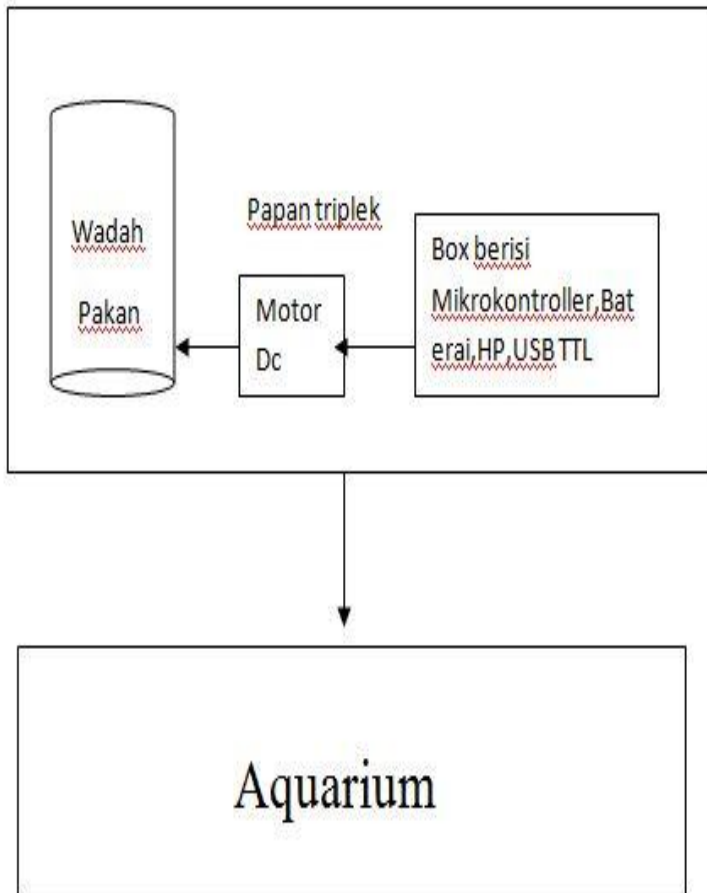 Wadah
Pakan
Papan triplek
Motor
Dc
Box berisi
Mikrokontroller,Bat
erai,HP,USB TTL
Aquarium